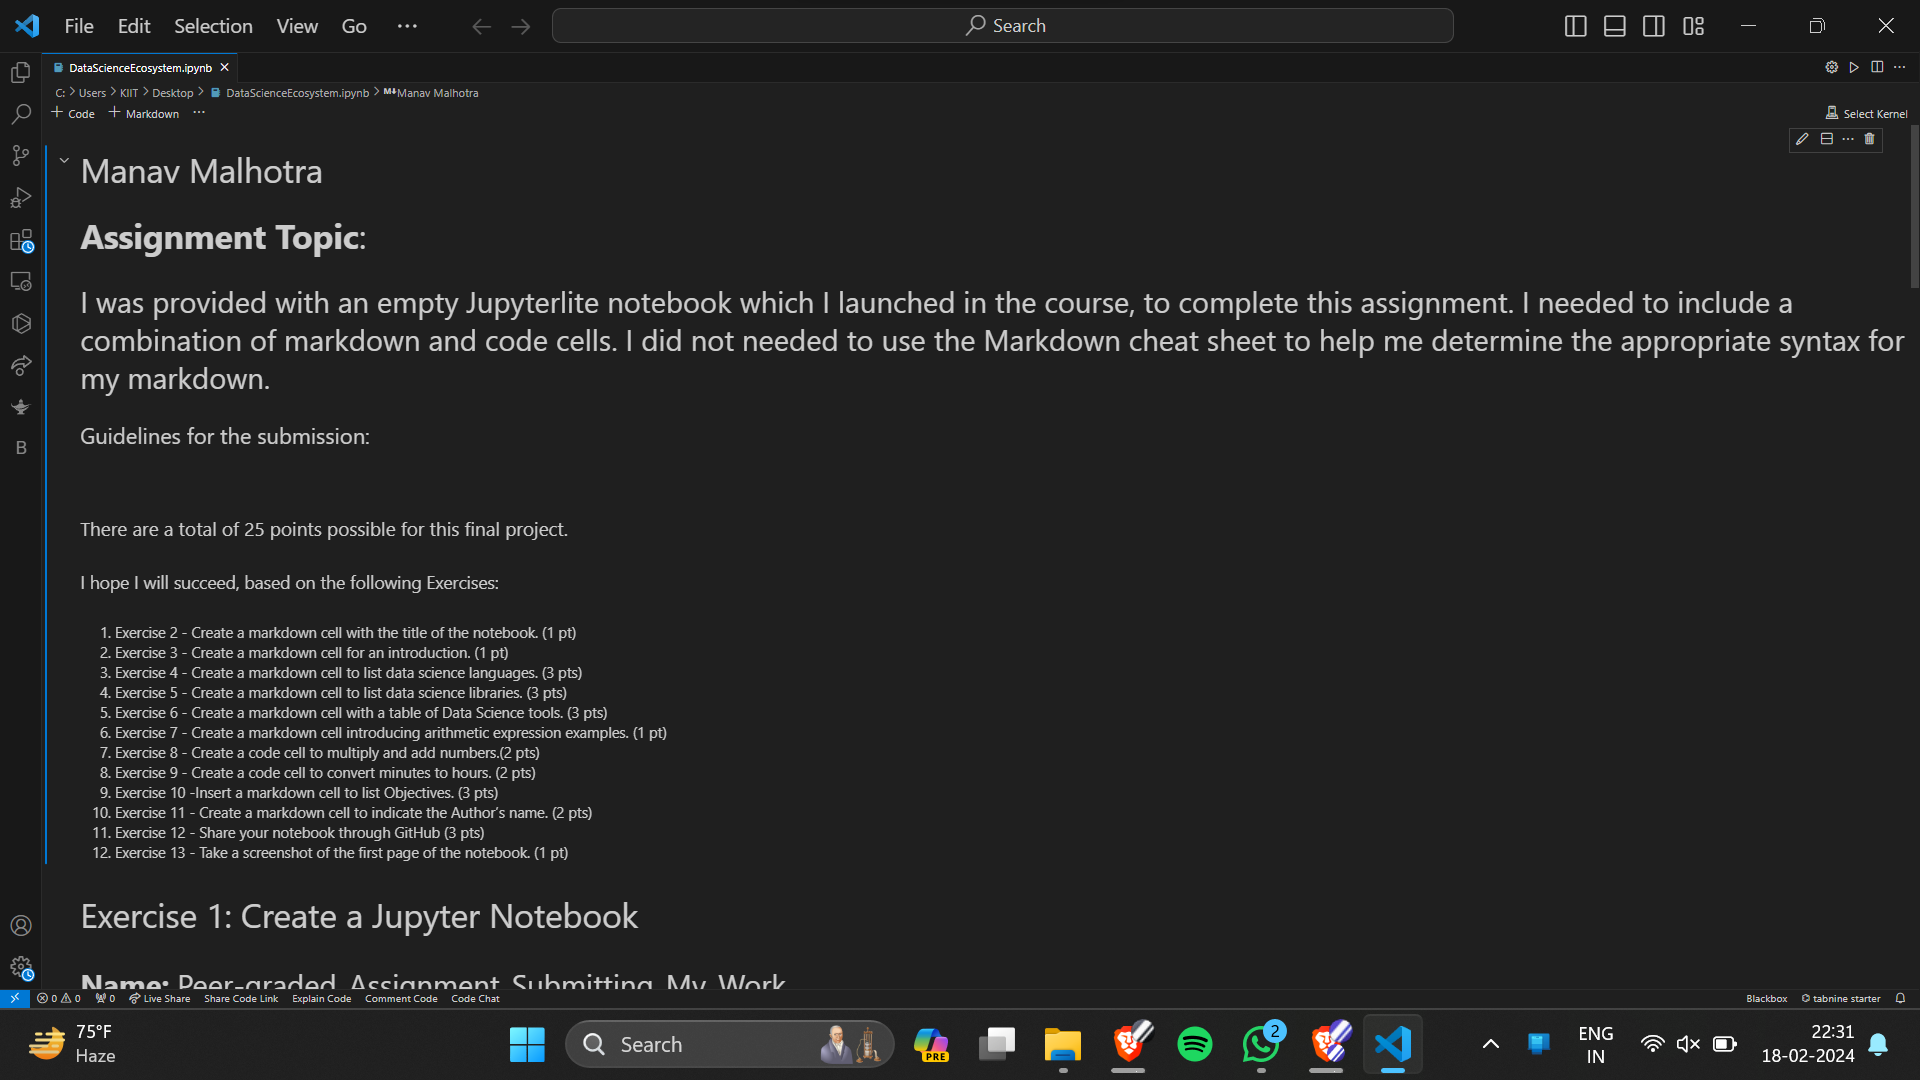 File Edit Selection View Go ··· Search
DataScienceEcosystem.ipynb
C: > Users > KIIT > Desktop > DataScienceEcosystem.ipynb > M↓Manav Malhotra
+ Code + Markdown ··· Select Kernel
Manav Malhotra
Assignment Topic:
I was provided with an empty Jupyterlite notebook which I launched in the course, to complete this assignment. I needed to include a
combination of markdown and code cells. I did not needed to use the Markdown cheat sheet to help me determine the appropriate syntax for
my markdown.
Guidelines for the submission:
There are a total of 25 points possible for this final project.
I hope I will succeed, based on the following Exercises:
1. Exercise 2 - Create a markdown cell with the title of the notebook. (1 pt)
2. Exercise 3 - Create a markdown cell for an introduction. (1 pt)
3. Exercise 4 - Create a markdown cell to list data science languages. (3 pts)
4. Exercise 5 - Create a markdown cell to list data science libraries. (3 pts)
5. Exercise 6 - Create a markdown cell with a table of Data Science tools. (3 pts)
6. Exercise 7 - Create a markdown cell introducing arithmetic expression examples. (1 pt)
7. Exercise 8 - Create a code cell to multiply and add numbers.(2 pts)
8. Exercise 9 - Create a code cell to convert minutes to hours. (2 pts)
9. Exercise 10 -Insert a markdown cell to list Objectives. (3 pts)
10. Exercise 11 - Create a markdown cell to indicate the Author's name. (2 pts)
11. Exercise 12 - Share your notebook through GitHub (3 pts)
12. Exercise 13 - Take a screenshot of the first page of the notebook. (1 pt)
B
Exercise 1: Create a Jupyter Notebook
Name: Peer-graded_Assignment_Submitting_My_Work
0 0 0 Live Share Share Code Link Explain Code Comment Code Code Chat Blackbox tabnine starter
75°F
Haze
Search
PRE
2
ENG
IN
22:31
18-02-2024